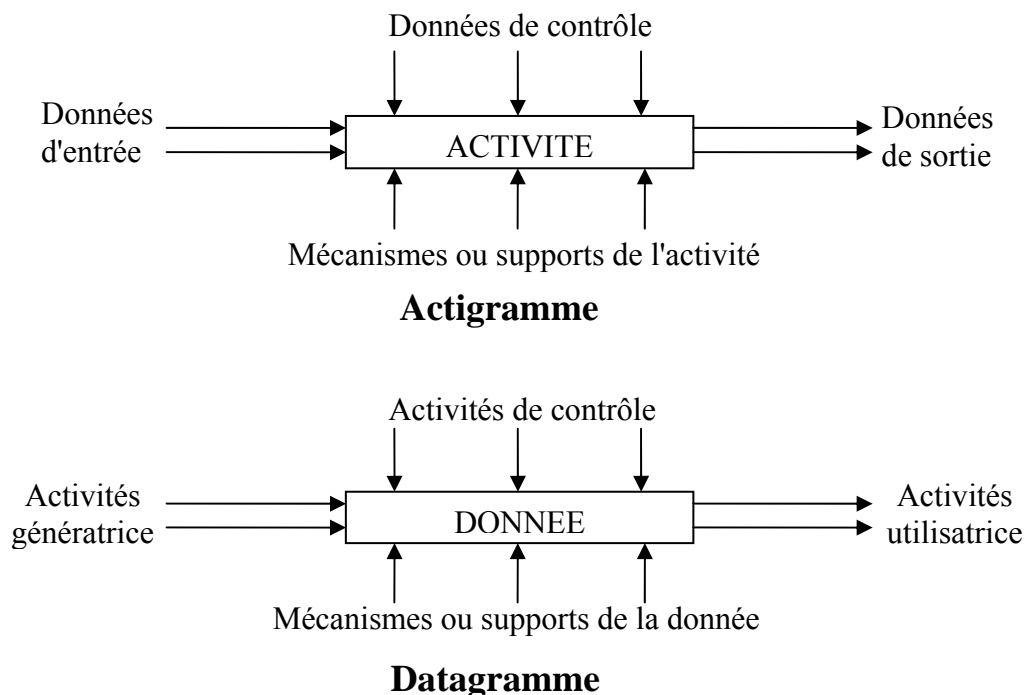 Données de contrôle
Données
d'entrée
ACTIVITE
Données
de sortie
Mécanismes ou supports de l'activité
Actigramme
Activités de contrôle
Activités
génératrice
DONNEE
Activités
utilisatrice
Mécanismes ou supports de la donnée
Datagramme